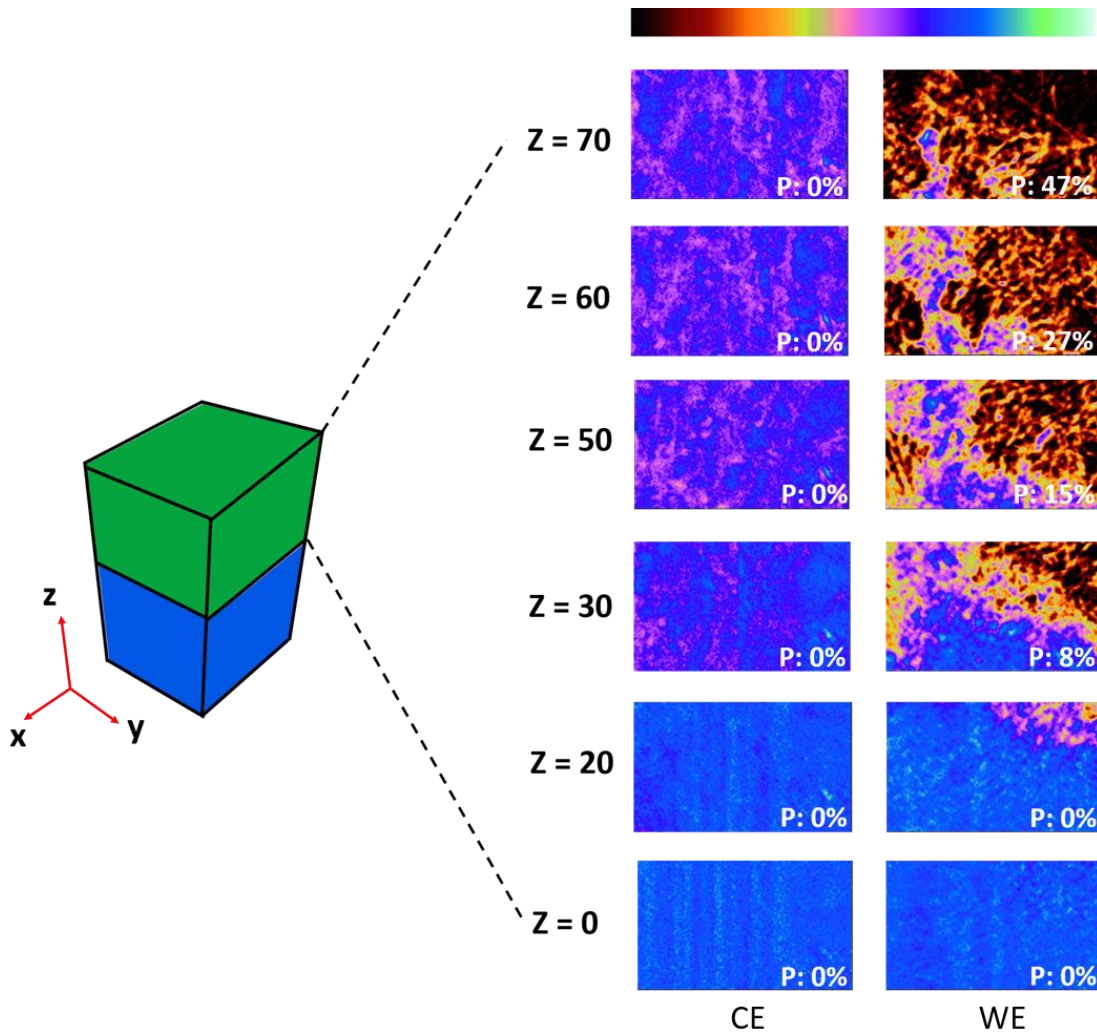 Z = 70
P: 0%
P: 47%
Z = 60
P: 0%
P: 27%
Z = 50
P: 0%
P: 15%
Z = 30
P: 0%
P: 8%
z
x
y
Z = 20
P: 0%
P: 0%
Z = 0
P: 0%
P: 0%
CE
WE